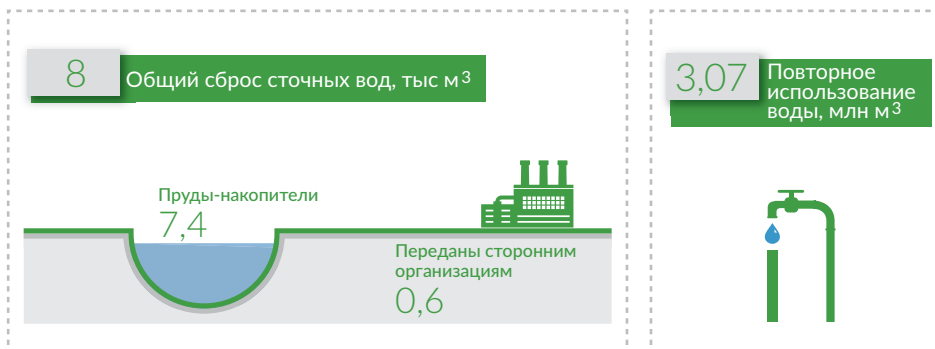 8
Общий сброс сточных вод, тыс м3
Пруды-накопители
7,4
Переданы сторонним
организациям
0,6
3,07
Повторное
использование
воды, млн м3